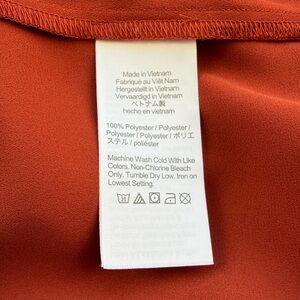 Made in Vietnam
Fabriqué au Viêt Nam
Hergestellt in Vietnam
Vervaardigd in Vietnam
ベトナム製
hecho en vietnam
100% Polyester / Polyester
/ Polyester / Polyester /
Polyester / Polyester / ポリエ
ステル / poliéster
Machine Wash Cold With Like
Colors. Non-Chlorine Bleach
Only. Tumble Dry Low. Iron on
Lowest Setting.